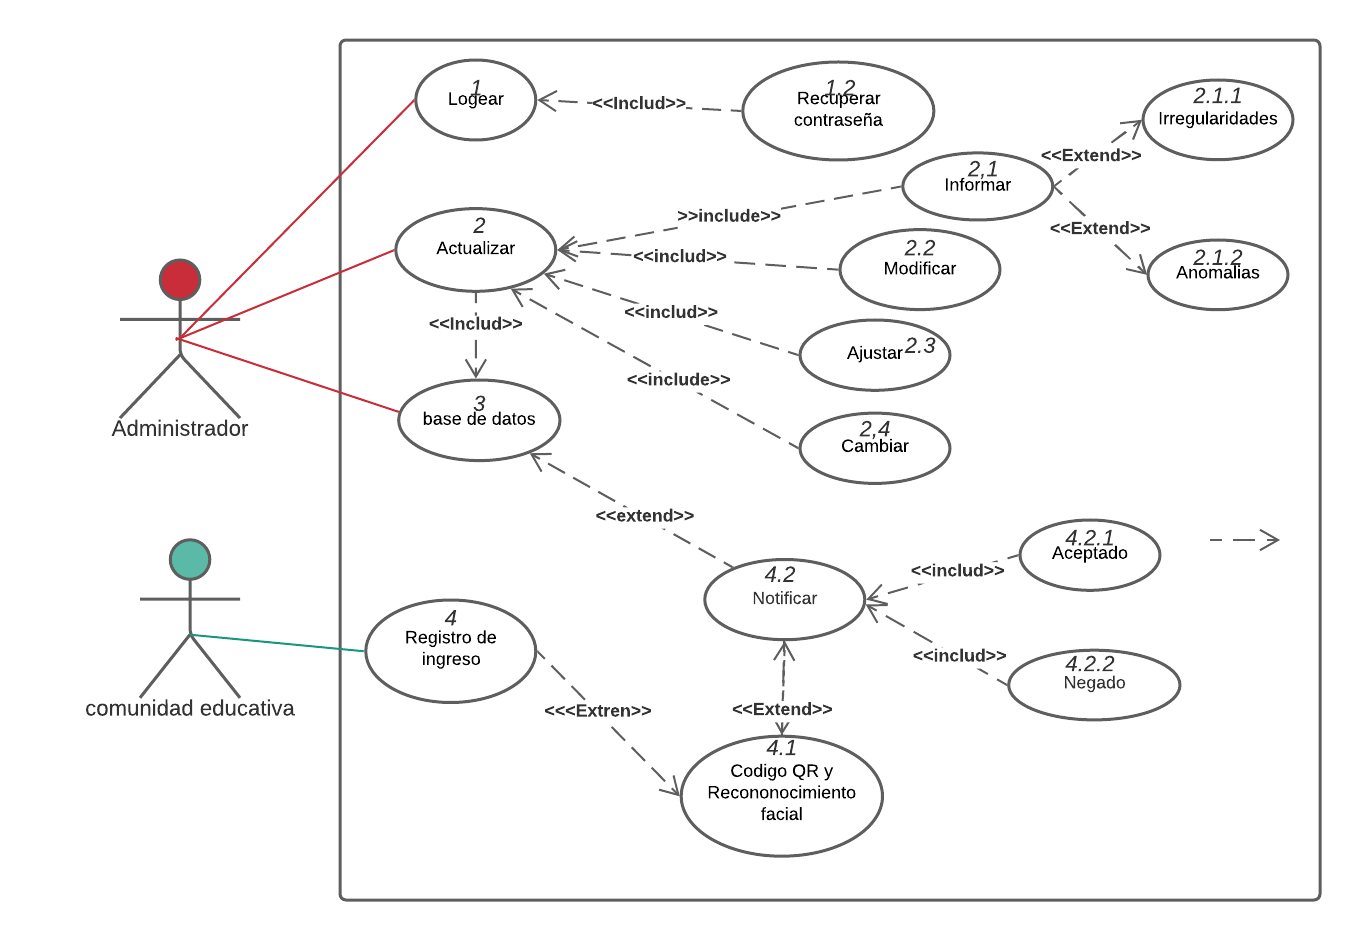 1
Logear
<<Includ>>
1.2
Recuperar
contraseña
2.1.1
Irregularidades
<<Extend>>
2,1
Informar
>>include>>
2
Actualizar
<<Extend>>
2.2
Modificar
<<includ>>
2.1.2
Anomalias
<<Includ>>
<<includ>>
Ajustar 2.3
<<include>>
3
base de datos
2,4
Cambiar
Administrador
<<extend>>
4.2.1
Aceptado
<<includ>>
4.2
Notificar
4
Registro de
ingreso
<<includ>>
4.2.2
Negado
comunidad educativa
<<<Extren>>
<<Extend>>
4.1
Codigo QR y
Recononocimiento
facial